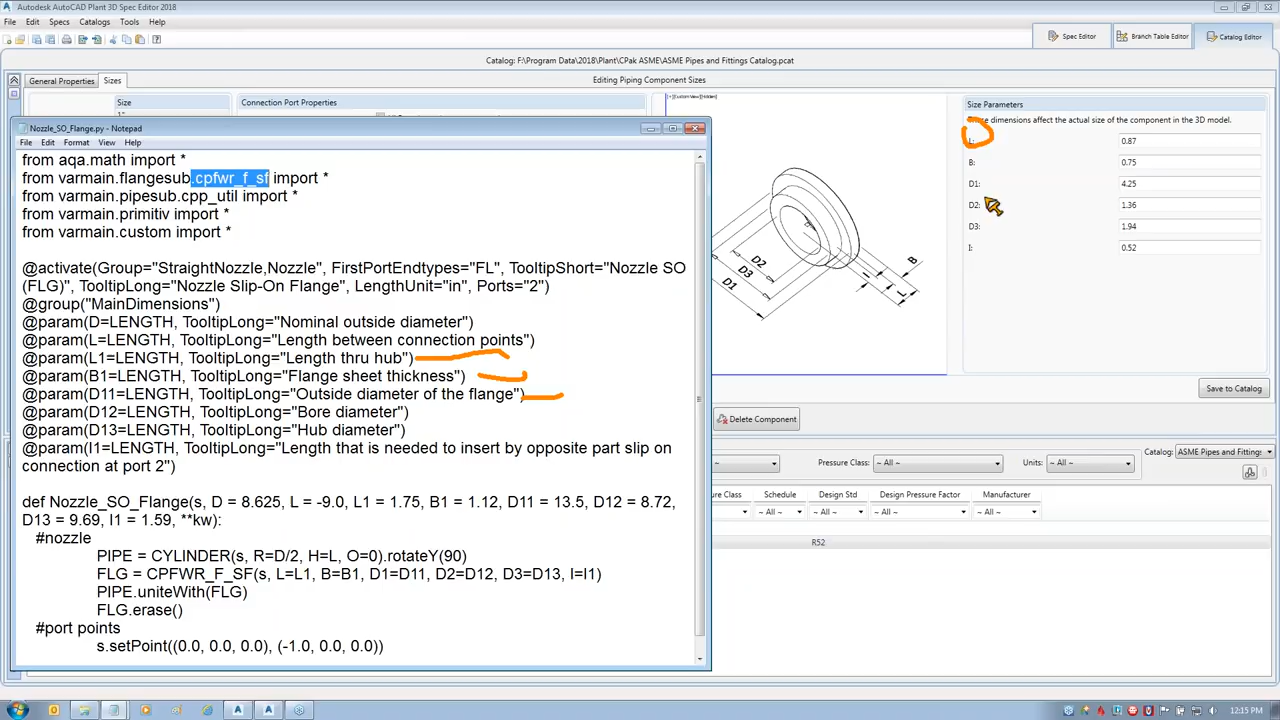 Autodesk AutoCAD Plant 3D Spec Editor 2018
File Edit Specs Catalogs Tools Help
Spec Editor Branch Table Editor Catalog Editor
Catalog: F:\Program Data\2018\Plant\CPak ASME\ASME Pipes and Fittings Catalog.pcat
General Properties Sizes
Editing Piping Component Sizes
Size
Connection Port Properties
[-][Custom View][Hidden]
D2
D3
D1
B
I
L
Size Parameters
dimensions affect the actual size of the component in the 3D model.
L: 0.87
B: 0.75
D1: 4.25
D2: 1.36
D3: 1.94
I: 0.52
Save to Catalog
Delete Component
~ All ~ Pressure Class: ~ All ~ Units: ~ All ~ Catalog: ASME Pipes and Fittings
Class Schedule Design Std Design Pressure Factor Manufacturer
~ All ~ ~ All ~ ~ All ~ ~ All ~
R52
Nozzle_SO_Flange.py - Notepad
File Edit Format View Help
from aqa.math import *
from varmain.flangesub.cpfwr_f_sf import *
from varmain.pipesub.cpp_util import *
from varmain.primitiv import *
from varmain.custom import *
@activate(Group="StraightNozzle,Nozzle", FirstPortEndtypes="FL", TooltipShort="Nozzle SO
(FLG)", TooltipLong="Nozzle Slip-On Flange", LengthUnit="in", Ports="2")
@group("MainDimensions")
@param(D=LENGTH, TooltipLong="Nominal outside diameter")
@param(L=LENGTH, TooltipLong="Length between connection points")
@param(L1=LENGTH, TooltipLong="Length thru hub")
@param(B1=LENGTH, TooltipLong="Flange sheet thickness")
@param(D11=LENGTH, TooltipLong="Outside diameter of the flange")
@param(D12=LENGTH, TooltipLong="Bore diameter")
@param(D13=LENGTH, TooltipLong="Hub diameter")
@param(I1=LENGTH, TooltipLong="Length that is needed to insert by opposite part slip on
connection at port 2")
def Nozzle_SO_Flange(s, D = 8.625, L = -9.0, L1 = 1.75, B1 = 1.12, D11 = 13.5, D12 = 8.72,
D13 = 9.69, I1 = 1.59, **kw):
#nozzle
PIPE = CYLINDER(s, R=D/2, H=L, O=0).rotateY(90)
FLG = CPFWR_F_SF(s, L=L1, B=B1, D1=D11, D2=D12, D3=D13, I=I1)
PIPE.uniteWith(FLG)
FLG.erase()
#port points
s.setPoint((0.0, 0.0, 0.0), (-1.0, 0.0, 0.0))
12:15 PM